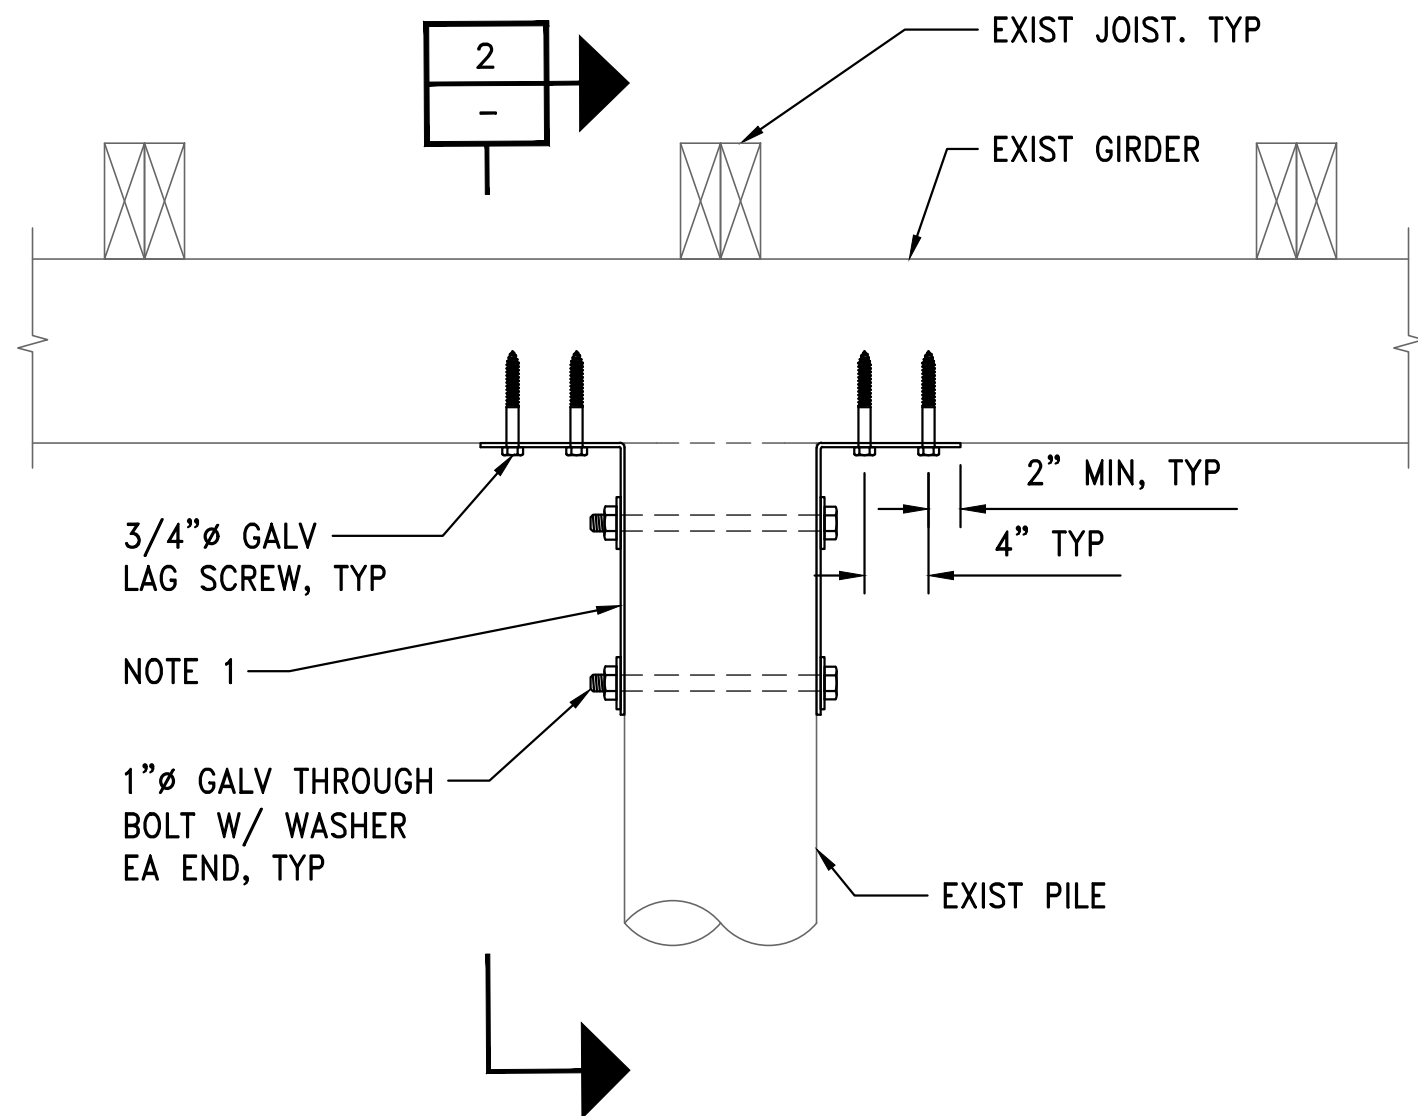 2
-
EXIST JOIST. TYP
EXIST GIRDER
2” MIN, TYP
4” TYP
3/4”ø GALV
LAG SCREW, TYP
NOTE 1
1”ø GALV THROUGH
BOLT W/ WASHER
EA END, TYP
EXIST PILE